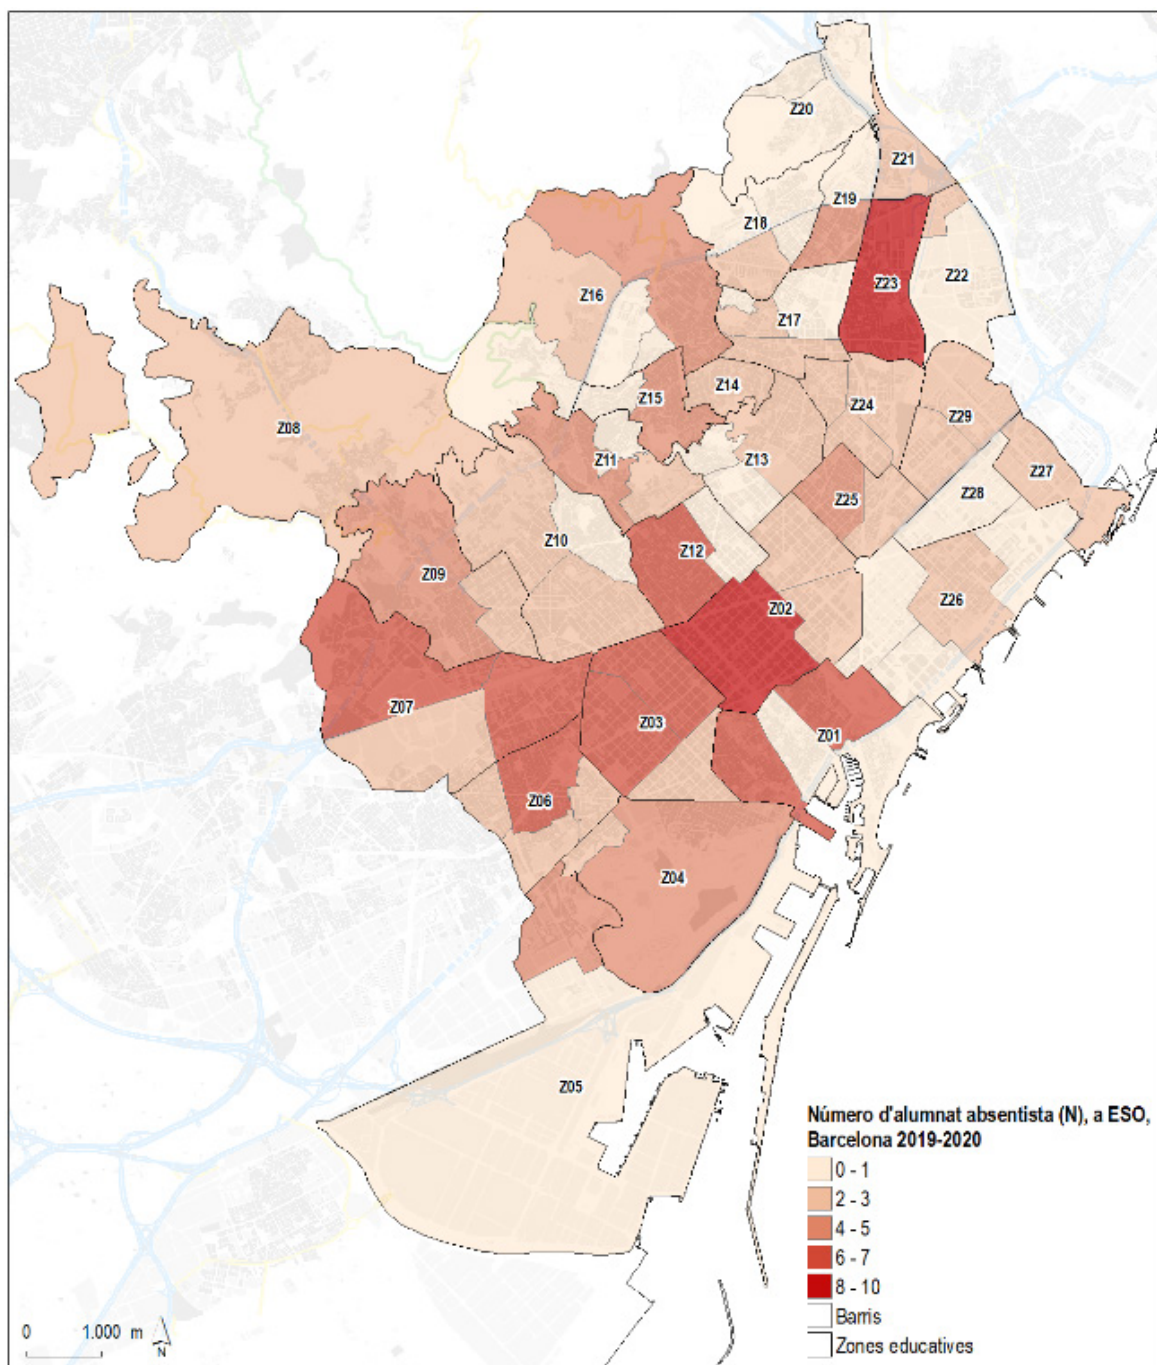 Z20
Z21
Z19
Z18
Z22
Z23
Z16
Z17
Z14
Z15
Z24
Z29
Z08
Z11
Z13
Z27
Z25
Z28
Z10
Z12
Z09
Z26
Z02
Z07
Z03
Z01
Z06
Z04
Z05
Número d'alumnat absentista (N), a ESO,
Barcelona 2019-2020
0 - 1
2 - 3
4 - 5
6 - 7
8 - 10
Barris
Zones educatives
0 1.000 m
N